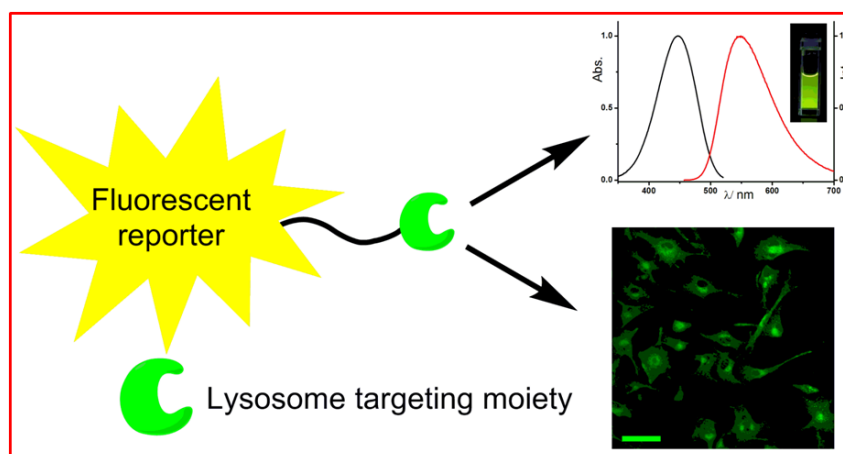 Fluorescent
reporter
Lysosome targeting moiety
Abs.
1.0
0.5
0.0
400
500
600
700
λ/ nm